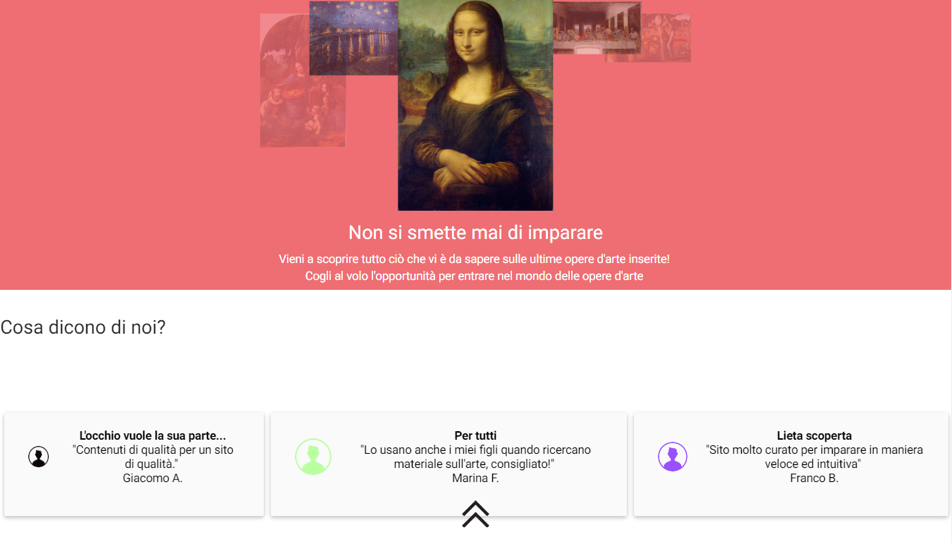 Non si smette mai di imparare
Vieni a scoprire tutto ciò che vi è da sapere sulle ultime opere d'arte inserite!
Cogli al volo l'opportunità per entrare nel mondo delle opere d'arte
Cosa dicono di noi?
L'occhio vuole la sua parte...
"Contenuti di qualità per un sito
di qualità."
Giacomo A.
Per tutti
"Lo usano anche i miei figli quando ricercano
materiale sull'arte, consigliato!"
Marina F.
Lieta scoperta
"Sito molto curato per imparare in maniera
veloce ed intuitiva"
Franco B.